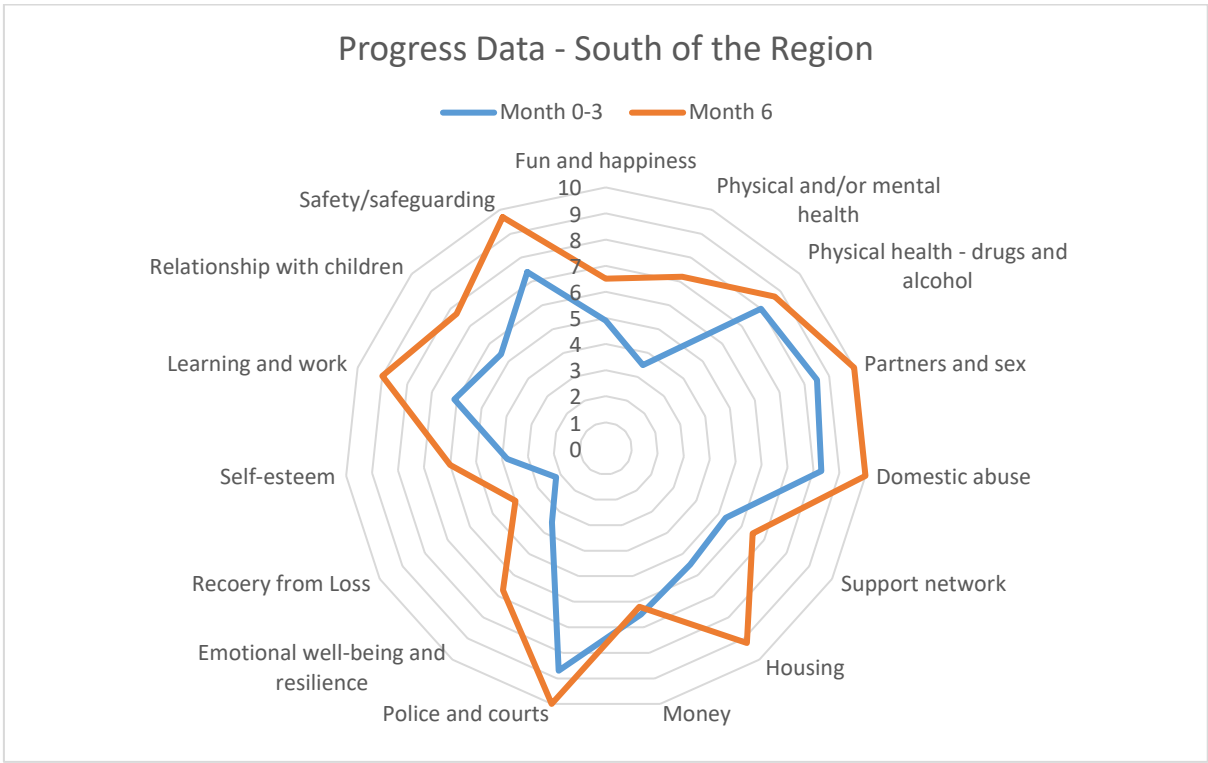 Progress Data - South of the Region
Month 0-3
Month 6
Fun and happiness
Physical and/or mental
health
Physical health - drugs and
alcohol
Partners and sex
Domestic abuse
Support network
Housing
Money
Police and courts
Emotional well-being and
resilience
Recoery from Loss
Self-esteem
Learning and work
Relationship with children
Safety/safeguarding
10
9
8
7
6
5
4
3
2
1
0